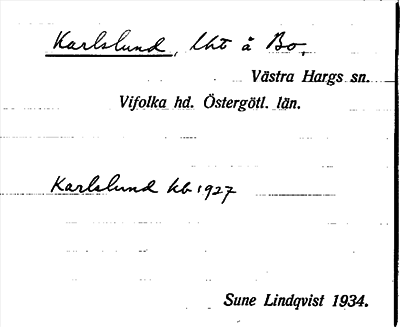 Karlslund, lht å Bo,
Västra Hargs sn.
Vifolka hd. Östergötl. län.
Karlslund kb 1927
Sune Lindqvist 1934.